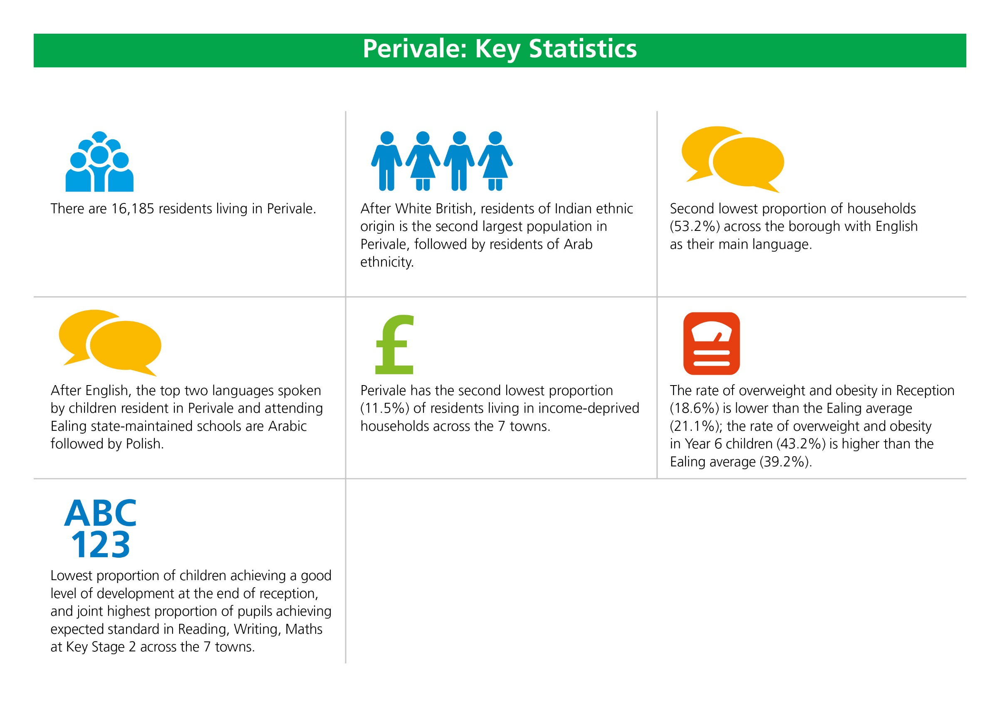 Perivale: Key Statistics
There are 16,185 residents living in Perivale.
After White British, residents of Indian ethnic
origin is the second largest population in
Perivale, followed by residents of Arab
ethnicity.
Second lowest proportion of households
(53.2%) across the borough with English
as their main language.
After English, the top two languages spoken
by children resident in Perivale and attending
Ealing state-maintained schools are Arabic
followed by Polish.
£
Perivale has the second lowest proportion
(11.5%) of residents living in income-deprived
households across the 7 towns.
The rate of overweight and obesity in Reception
(18.6%) is lower than the Ealing average
(21.1%); the rate of overweight and obesity
in Year 6 children (43.2%) is higher than the
Ealing average (39.2%).
ABC
123
Lowest proportion of children achieving a good
level of development at the end of reception,
and joint highest proportion of pupils achieving
expected standard in Reading, Writing, Maths
at Key Stage 2 across the 7 towns.